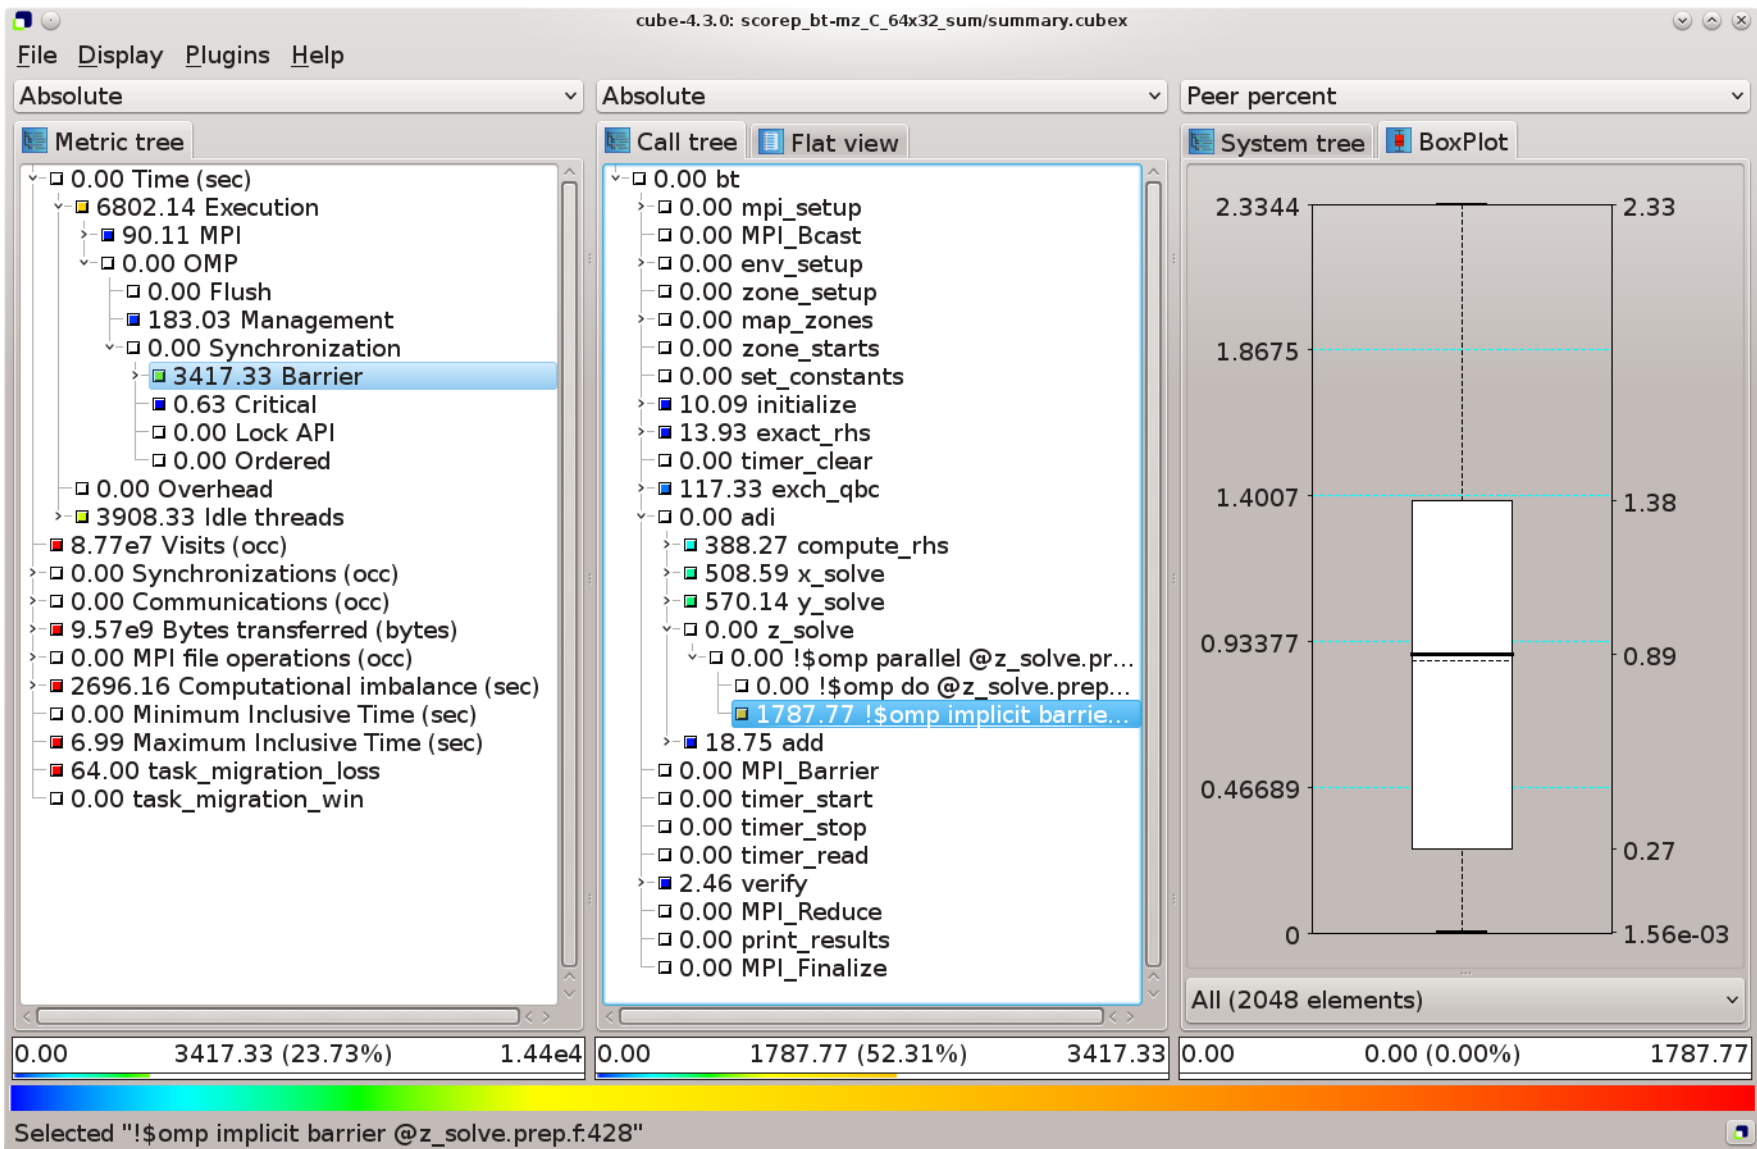 cube-4.3.0: scorep_bt-mz_C_64x32_sum/summary.cubex
File Display Plugins Help
Absolute
Metric tree
0.00 Time (sec)
6802.14 Execution
90.11 MPI
0.00 OMP
0.00 Flush
183.03 Management
0.00 Synchronization
3417.33 Barrier
0.63 Critical
0.00 Lock API
0.00 Ordered
0.00 Overhead
3908.33 Idle threads
8.77e7 Visits (occ)
0.00 Synchronizations (occ)
0.00 Communications (occ)
9.57e9 Bytes transferred (bytes)
0.00 MPI file operations (occ)
2696.16 Computational imbalance (sec)
0.00 Minimum Inclusive Time (sec)
6.99 Maximum Inclusive Time (sec)
64.00 task_migration_loss
0.00 task_migration_win
0.00 3417.33 (23.73%) 1.44e4
Absolute
Call tree Flat view
0.00 bt
0.00 mpi_setup
0.00 MPI_Bcast
0.00 env_setup
0.00 zone_setup
0.00 map_zones
0.00 zone_starts
0.00 set_constants
10.09 initialize
13.93 exact_rhs
0.00 timer_clear
117.33 exch_qbc
0.00 adi
388.27 compute_rhs
508.59 x_solve
570.14 y_solve
0.00 z_solve
0.00 !$omp parallel @z_solve.pr...
0.00 !$omp do @z_solve.prep...
1787.77 !$omp implicit barrie...
18.75 add
0.00 MPI_Barrier
0.00 timer_start
0.00 timer_stop
0.00 timer_read
2.46 verify
0.00 MPI_Reduce
0.00 print_results
0.00 MPI_Finalize
0.00 1787.77 (52.31%) 3417.33
Peer percent
System tree BoxPlot
2.3344 2.33
1.8675
1.4007 1.38
0.93377 0.89
0.46689
0.27
0 1.56e-03
All (2048 elements)
0.00 0.00 (0.00%) 1787.77
Selected "!$omp implicit barrier @z_solve.prep.f:428"